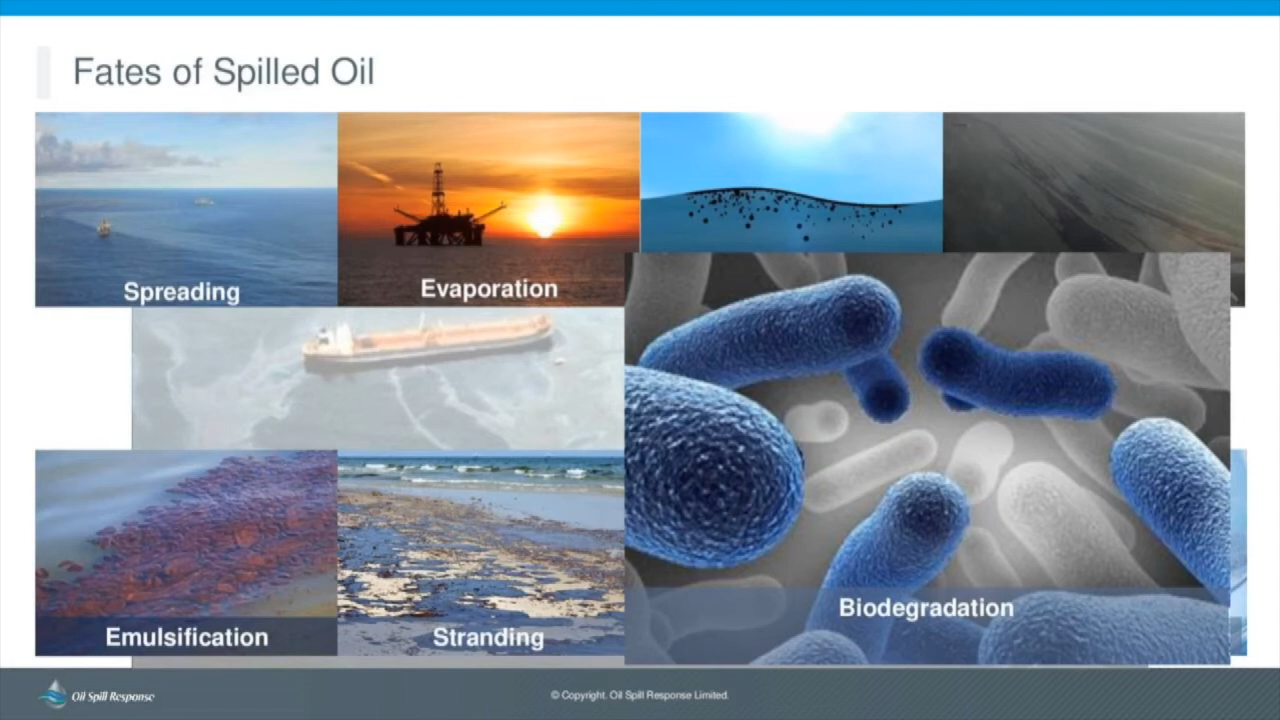 Fates of Spilled Oil
Spreading
Evaporation
Biodegradation
Emulsification
Stranding
Oil Spill Response
© Copyright. Oil Spill Response Limited.